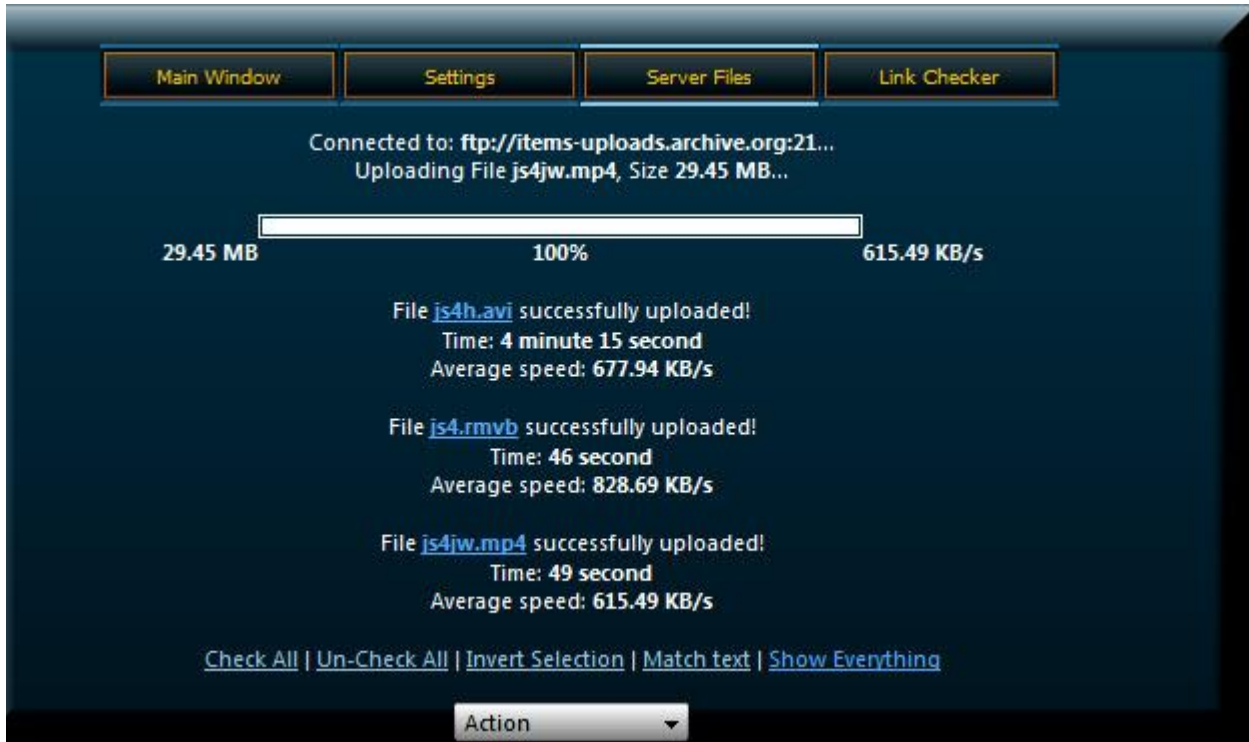 Main Window Settings Server Files Link Checker
Connected to: ftp://items-uploads.archive.org:21...
Uploading File js4jw.mp4, Size 29.45 MB...
29.45 MB 100% 615.49 KB/s
File js4h.avi successfully uploaded!
Time: 4 minute 15 second
Average speed: 677.94 KB/s
File js4.rmvb successfully uploaded!
Time: 46 second
Average speed: 828.69 KB/s
File js4jw.mp4 successfully uploaded!
Time: 49 second
Average speed: 615.49 KB/s
Check All | Un-Check All | Invert Selection | Match text | Show Everything
Action